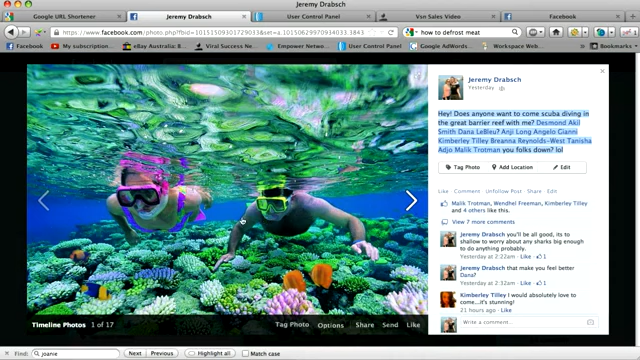 Jeremy Drabsch
Google URL Shortener
Jeremy Drabsch
User Control Panel
Vsn Sales Video
Facebook
how to defrost meat
Facebook
My subscription...
eBay Australia: B...
Viral Success Ne...
Empower Networ...
User Control Panel
Google AdWords...
Workspace Web...
Jeremy Drabsch
Yesterday
Hey! Does anyone want to come scuba diving in
the great barrier reef with me? Desmond Akil
Smith Dana LeBleu? Anji Long Angelo Gianni
Kimberley Tilley Breanna Reynolds-West Tanisha
Adjo Malik Trotman you folks down? lol
Tag Photo Add Location Edit
Like · Comment · Unfollow Post · Share · Edit
Malik Trotman, Wendhel Freeman, Kimberley Tilley
and 4 others like this.
View 7 more comments
Jeremy Drabsch you'll be all good, its to
shallow to worry about any sharks big enough
to do anything probably.
Yesterday at 2:22am · Like · 1
Jeremy Drabsch that make you feel better
Dana?
Yesterday at 2:32am · Like · 1
Kimberley Tilley I would absolutely love to
come...it's stunning!
21 hours ago · Like
Write a comment...
Timeline Photos 1 of 17
Tag Photo Options Share Send Like
Find: joanie Next Previous Highlight all Match case